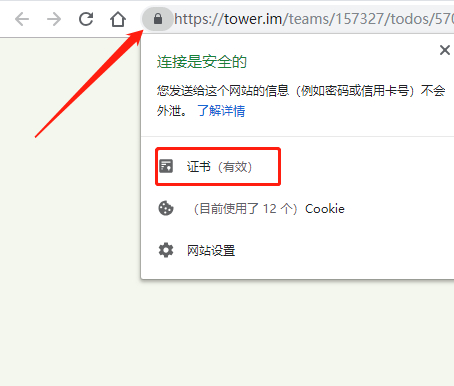 https://tower.im/teams/157327/todos/570
连接是安全的
您发送给这个网站的信息（例如密码或信用卡号）不会
外泄。 了解详情
证书（有效）
（目前使用了 12 个）Cookie
网站设置